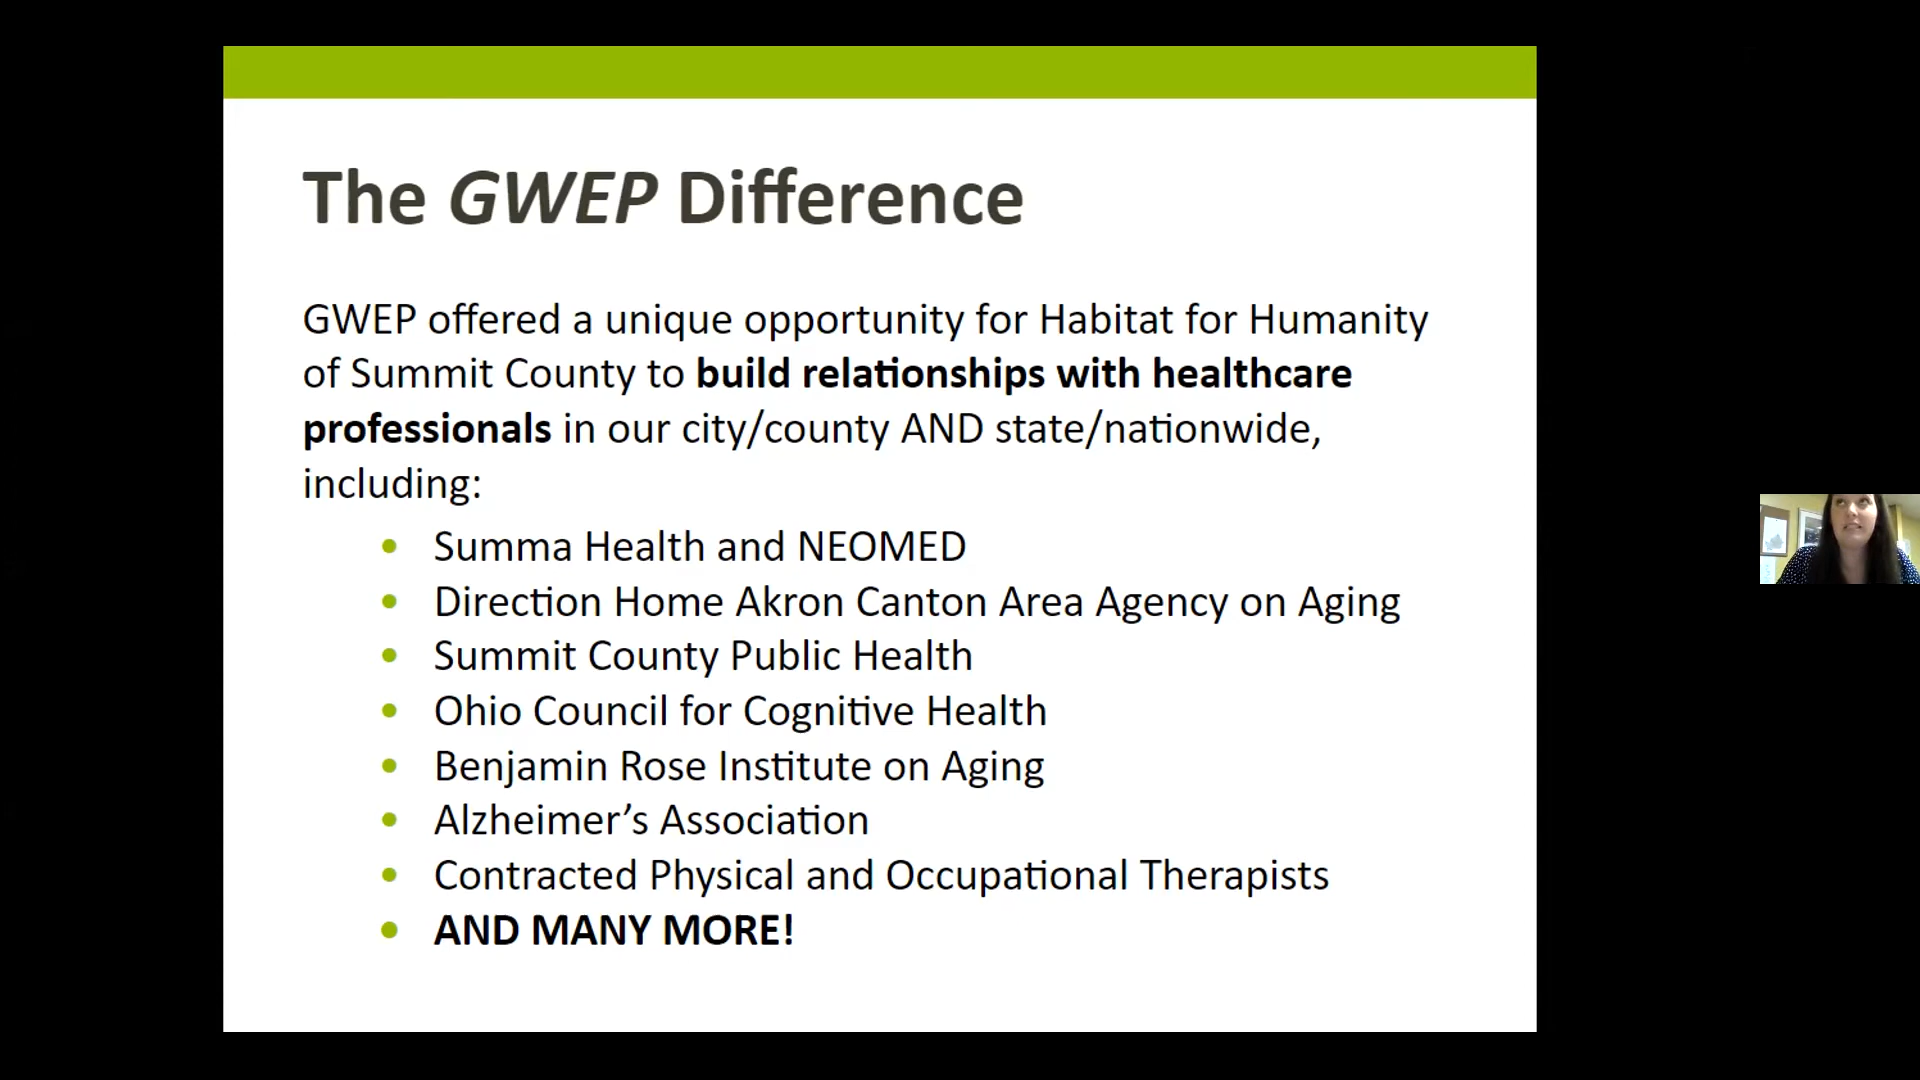 The GWEP Difference
GWEP offered a unique opportunity for Habitat for Humanity
of Summit County to build relationships with healthcare
professionals in our city/county AND state/nationwide,
including:
• Summa Health and NEOMED
• Direction Home Akron Canton Area Agency on Aging
• Summit County Public Health
• Ohio Council for Cognitive Health
• Benjamin Rose Institute on Aging
• Alzheimer’s Association
• Contracted Physical and Occupational Therapists
• AND MANY MORE!